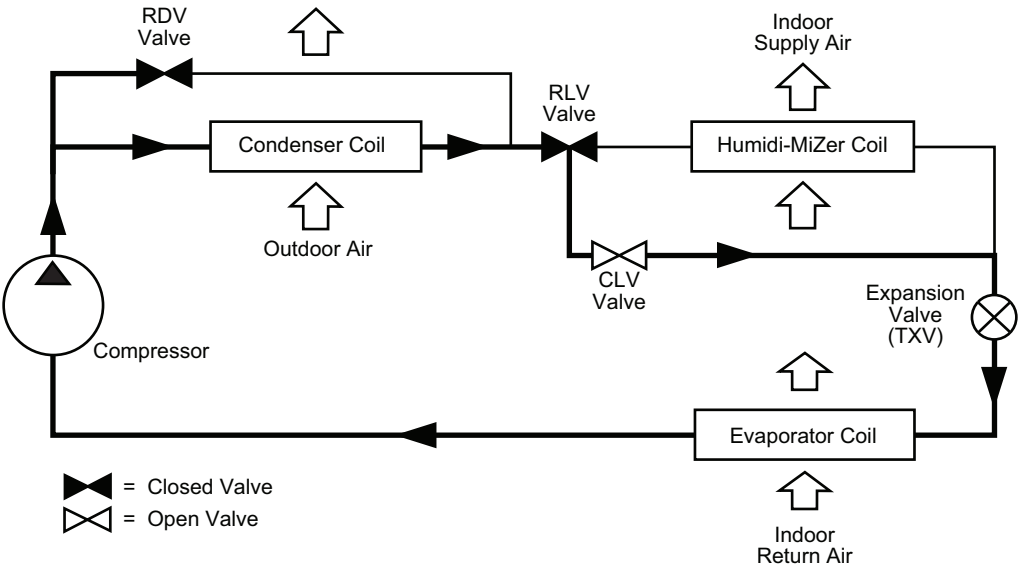 RDV
Valve
Indoor
Supply Air
RLV
Valve
Condenser Coil
Humidi-MiZer Coil
Outdoor Air
CLV
Valve
Expansion
Valve
(TXV)
Compressor
Evaporator Coil
= Closed Valve
= Open Valve
Indoor
Return Air